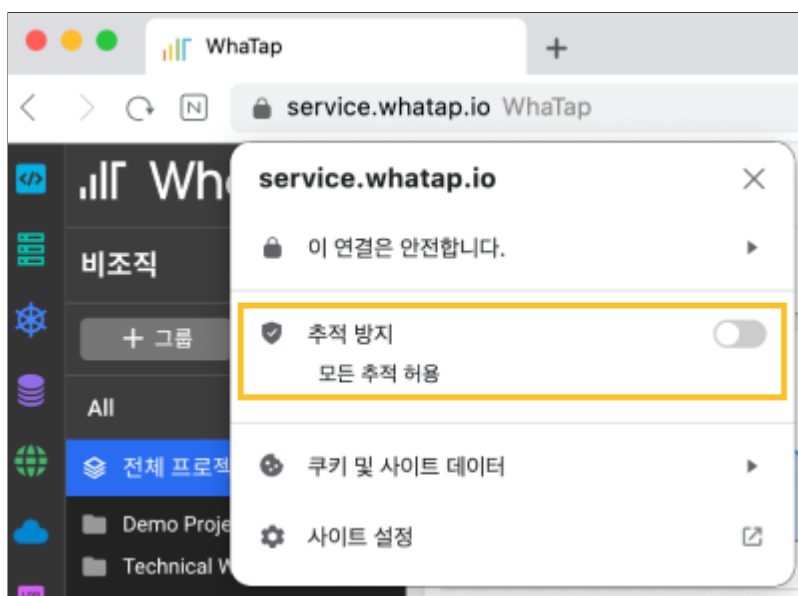 WhaTap
service.whatap.io WhaTap
service.whatap.io
이 연결은 안전합니다.
비조직
추적 방지
+ 그룹
모든 추적 허용
All
전체 프로젝
쿠키 및 사이트 데이터
Demo Proje
사이트 설정
Technical